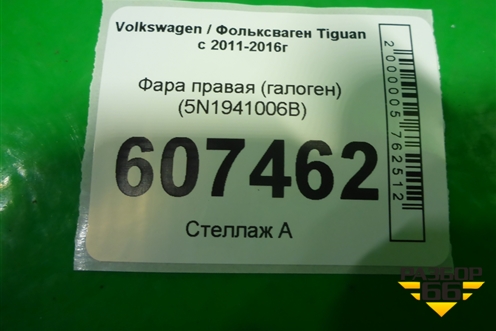 Volkswagen / Фольксваген Tiguan
с 2011-2016г
Фара правая (галоген)
(5N1941006B)
607462
Стеллаж А
2000005762512
РАЗБОР
66